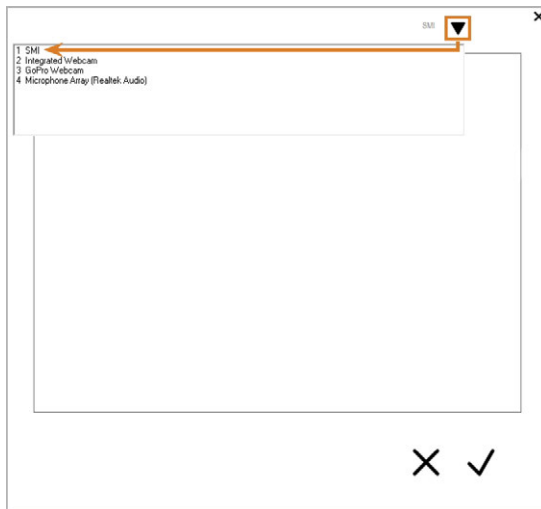 SMI
1 SMI
2 Integrated Webcam
3 GoPro Webcam
4 Microphone Array (Realtek Audio)